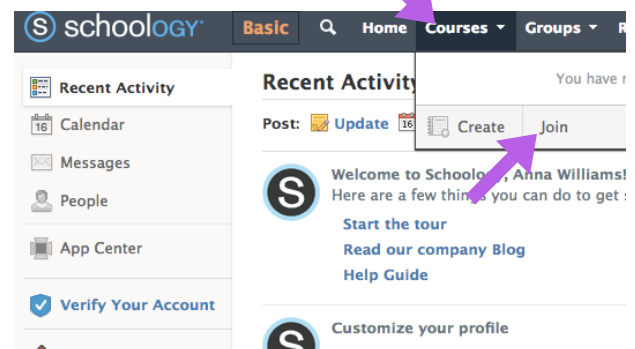 S schoology Basic Home Courses Groups R
Recent Activity
Calendar
Messages
People
App Center
Verify Your Account
Recent Activity
You have
Post: Update 16
Create Join
Welcome to Schoology, Anna Williams!
Here are a few things you can do to get
Start the tour
Read our company Blog
Help Guide
S
Customize your profile
S
16